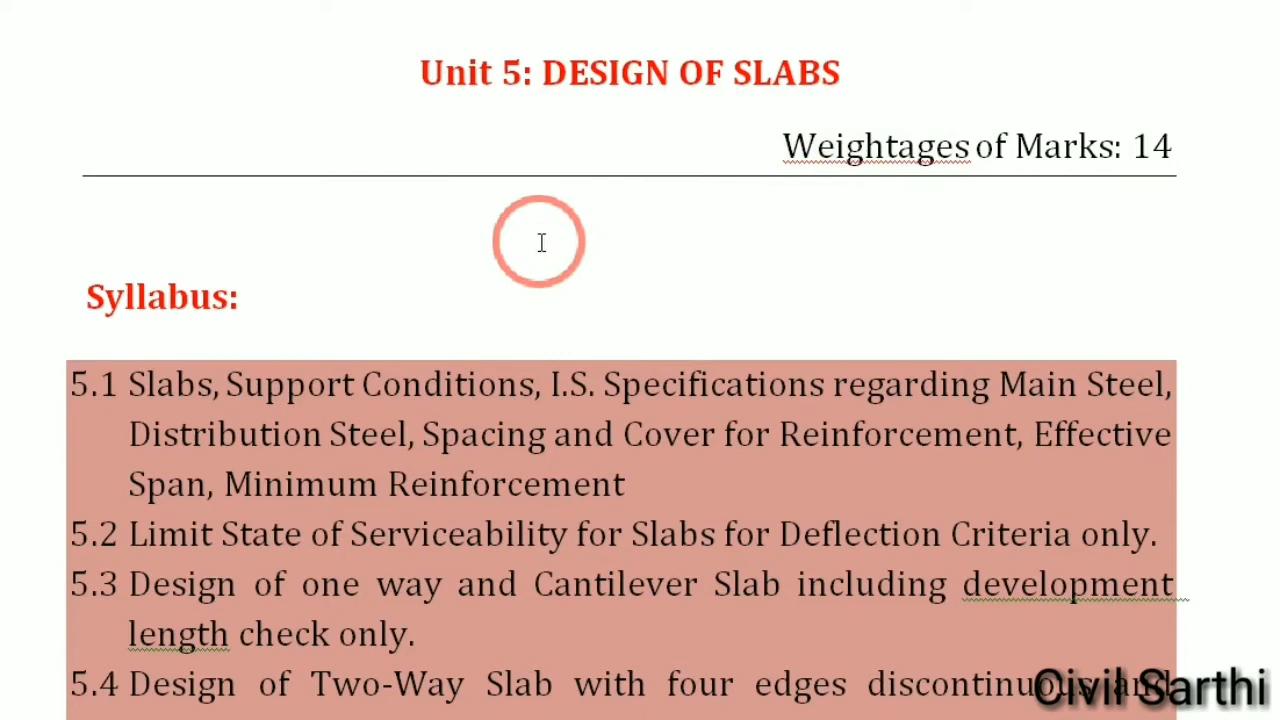 Unit 5: DESIGN OF SLABS
Weightages of Marks: 14
Syllabus:
5.1 Slabs, Support Conditions, I.S. Specifications regarding Main Steel,
Distribution Steel, Spacing and Cover for Reinforcement, Effective
Span, Minimum Reinforcement
5.2 Limit State of Serviceability for Slabs for Deflection Criteria only.
5.3 Design of one way and Cantilever Slab including development
length check only.
5.4 Design of Two-Way Slab with four edges discontinuous and
Civil Sarthi